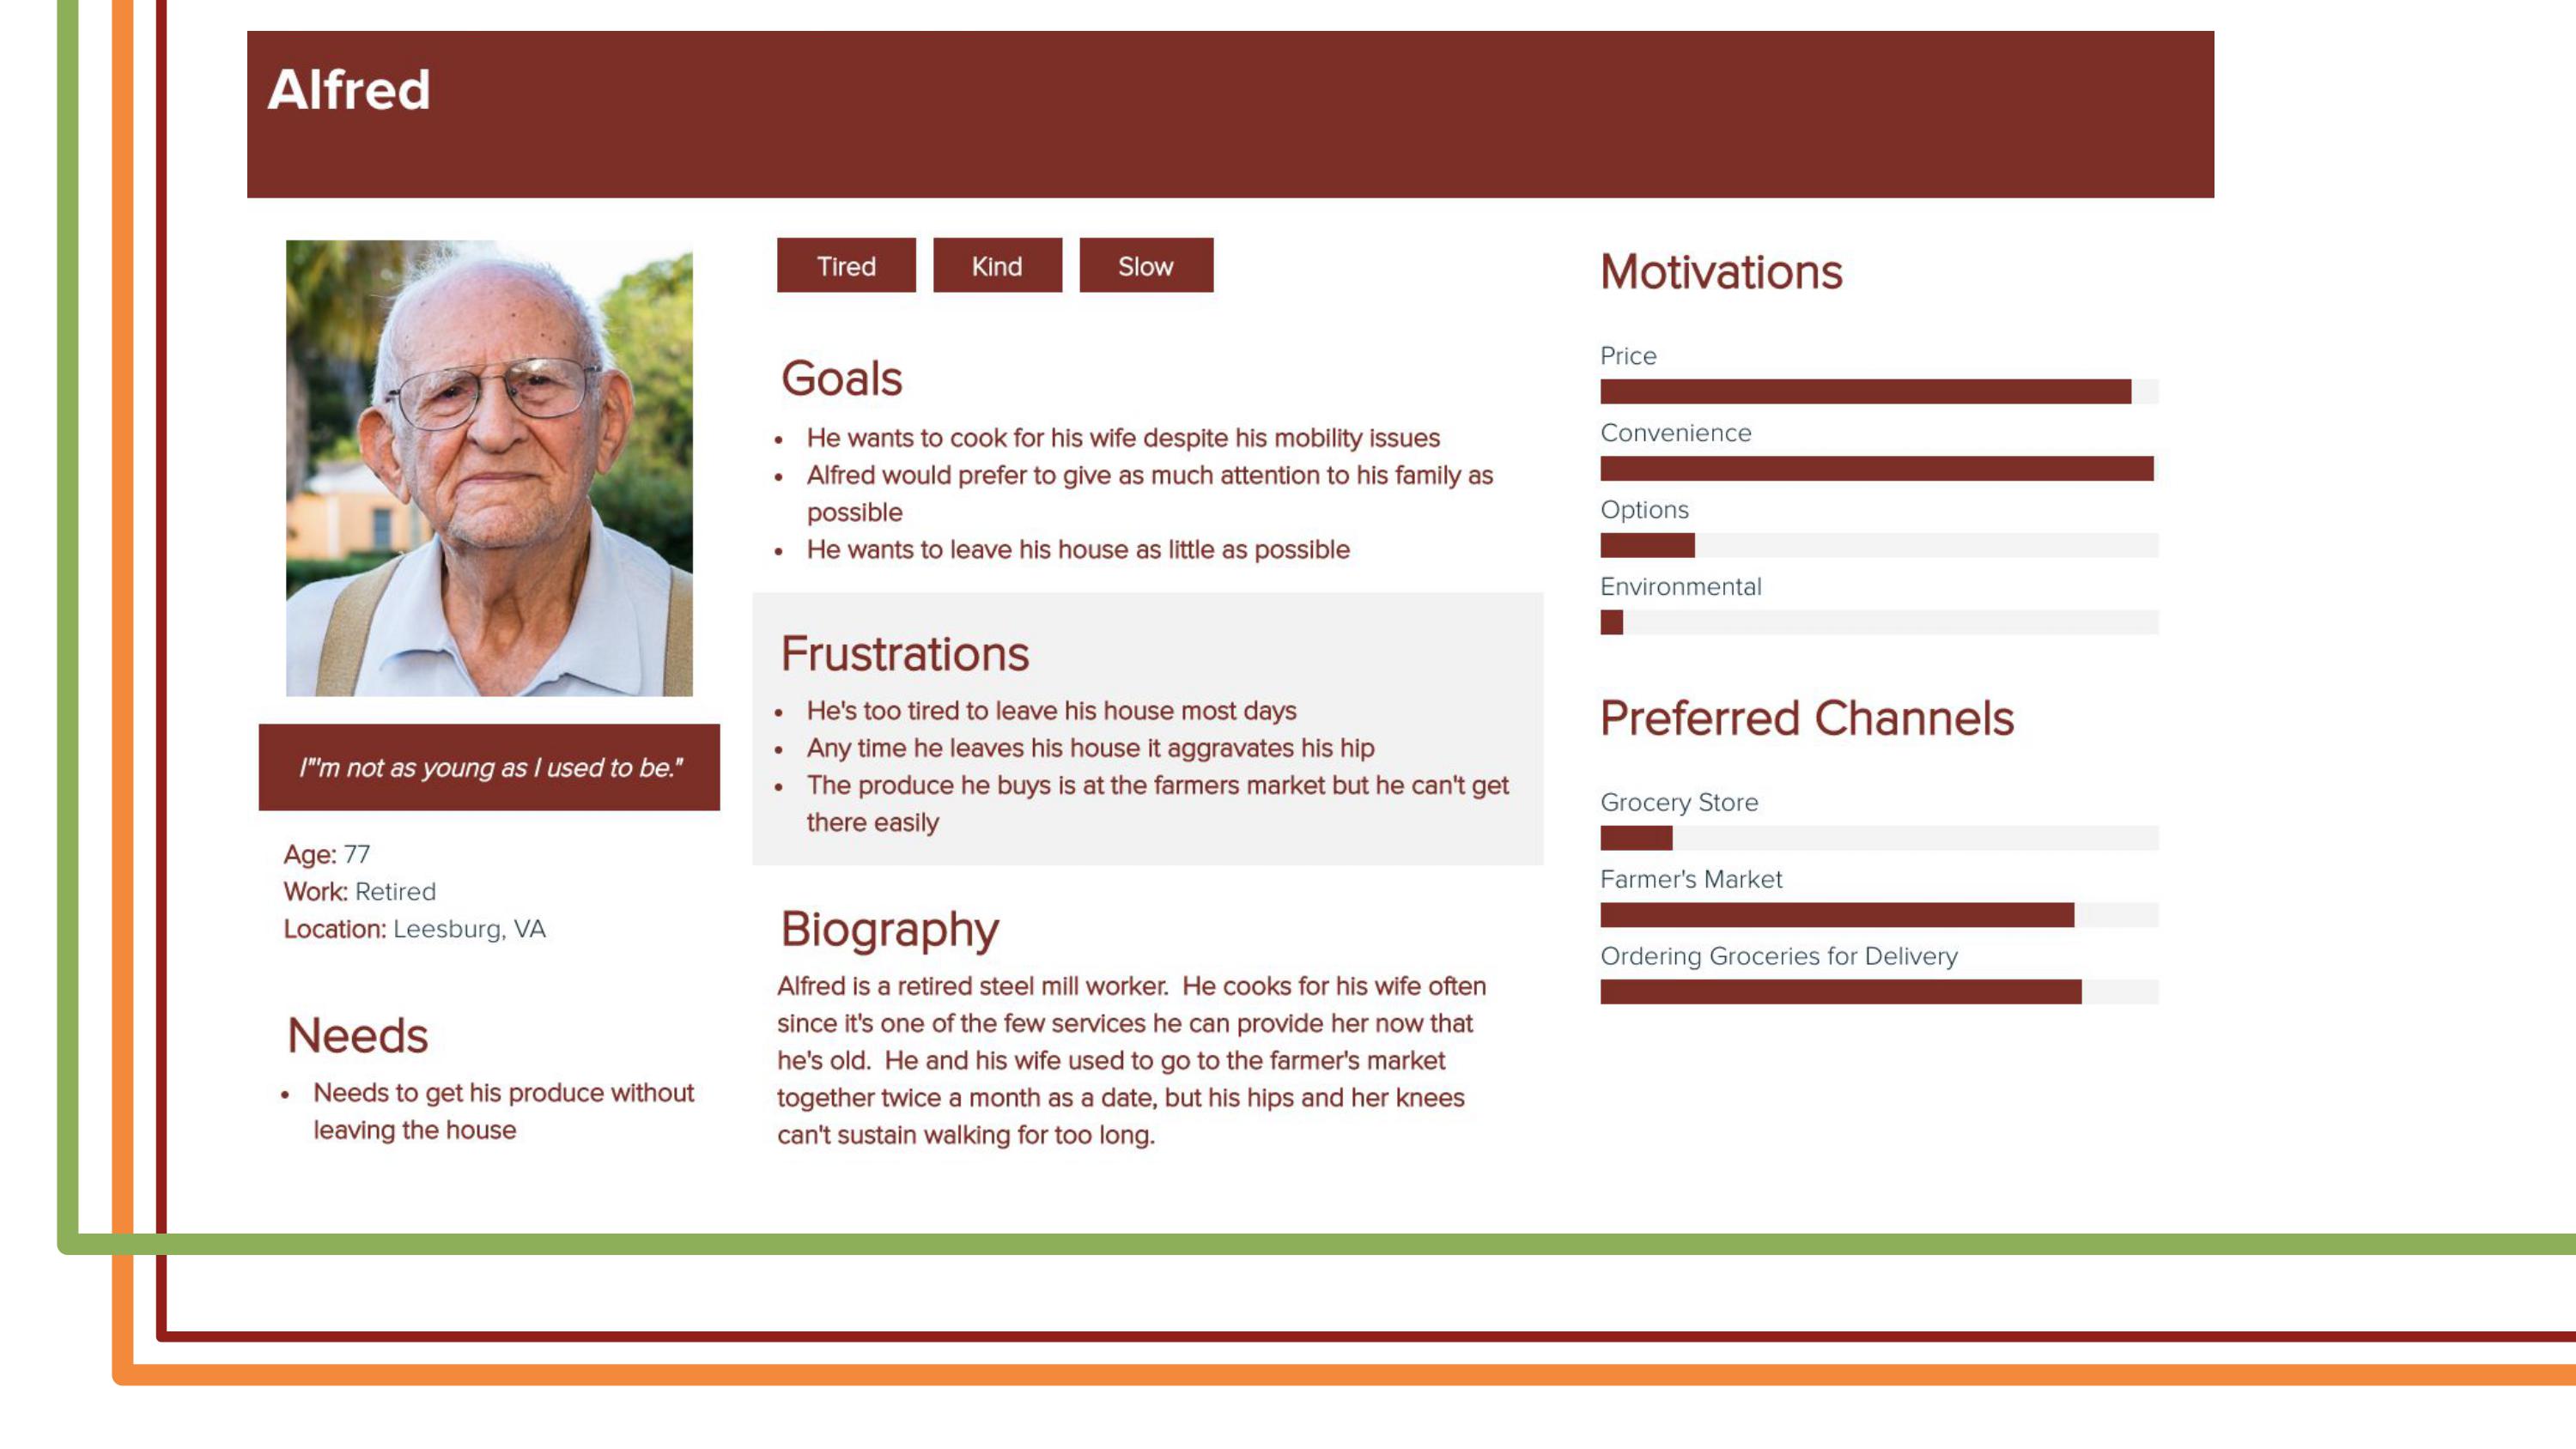 Alfred
I"'m not as young as I used to be."
Age: 77
Work: Retired
Location: Leesburg, VA
Needs
• Needs to get his produce without
leaving the house
Tired
Kind
Slow
Goals
• He wants to cook for his wife despite his mobility issues
• Alfred would prefer to give as much attention to his family as
possible
• He wants to leave his house as little as possible
Frustrations
• He's too tired to leave his house most days
• Any time he leaves his house it aggravates his hip
• The produce he buys is at the farmers market but he can't get
there easily
Biography
Alfred is a retired steel mill worker.  He cooks for his wife often
since it's one of the few services he can provide her now that
he's old.  He and his wife used to go to the farmer's market
together twice a month as a date, but his hips and her knees
can't sustain walking for too long.
Motivations
Price
Convenience
Options
Environmental
Preferred Channels
Grocery Store
Farmer's Market
Ordering Groceries for Delivery